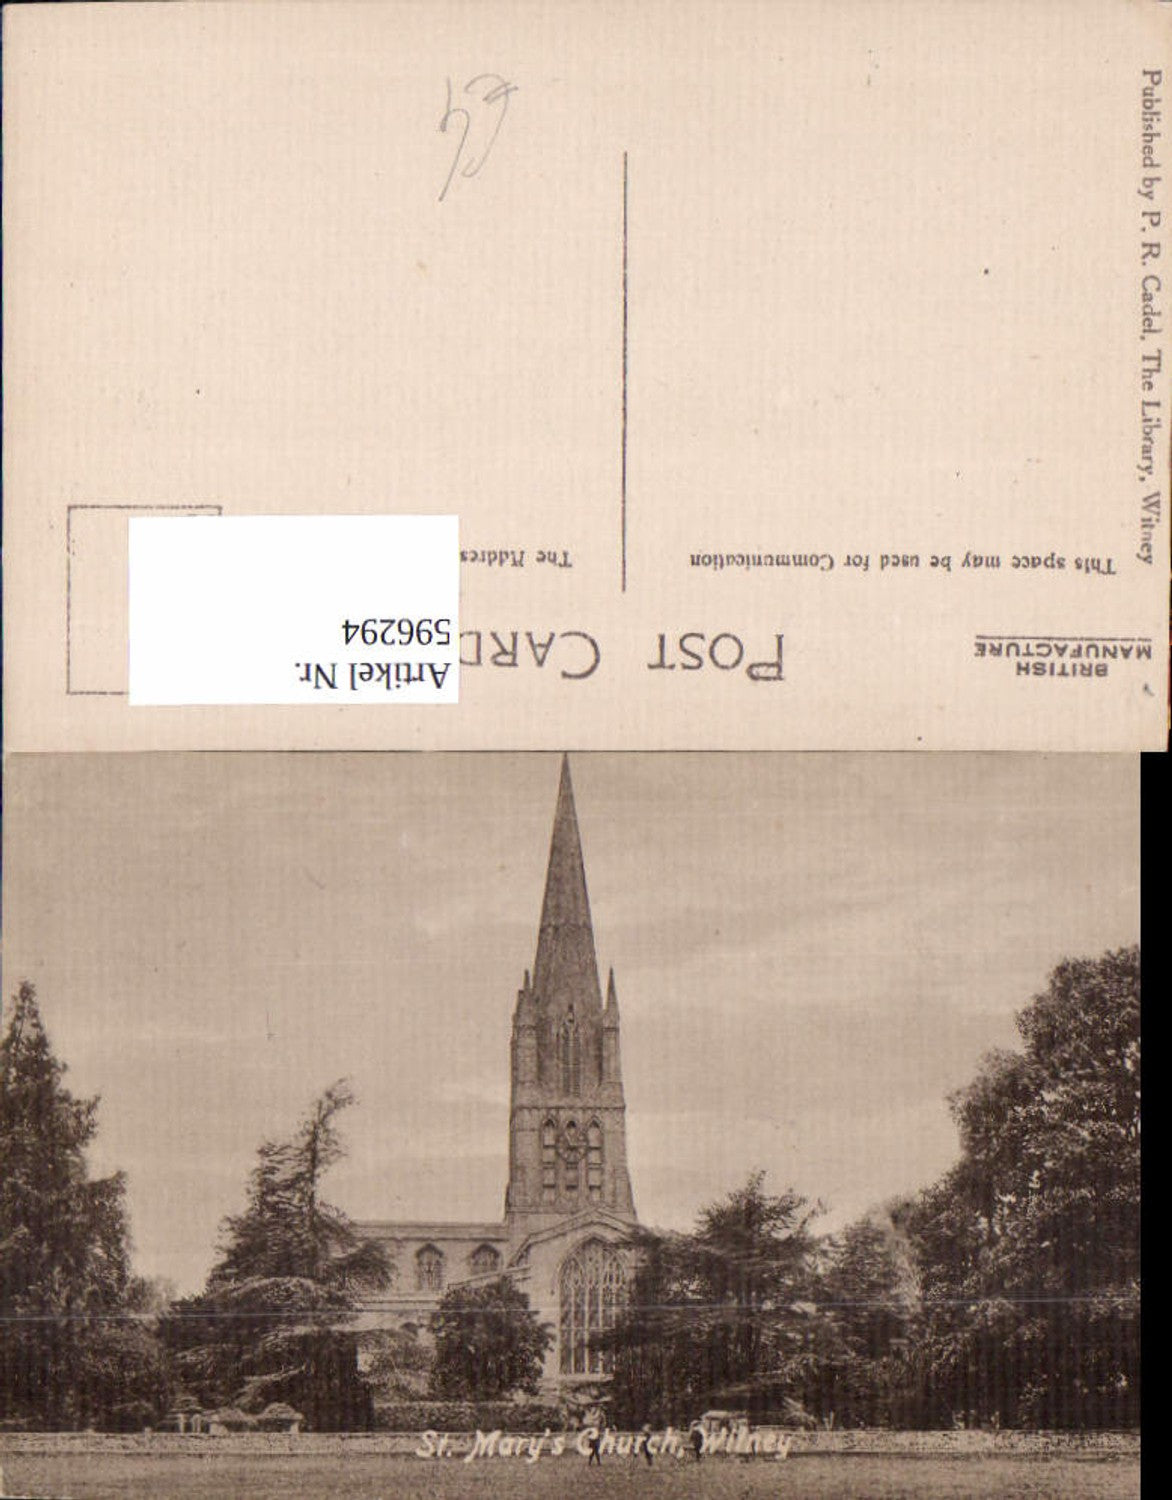 Published by P. R. Cadel, The Library, Witney
BRITISH
MANUFACTURE
POST CARD
This space may be used for Communication
The Addres
Artikel Nr.
596294
St. Mary's Church, Witney